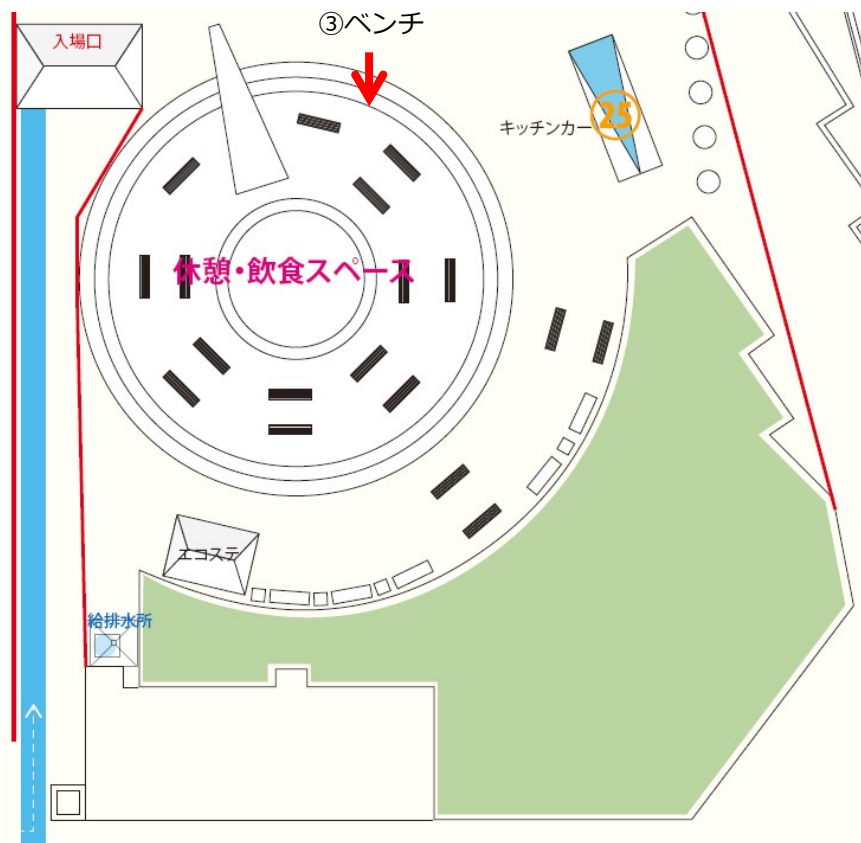 ③ベンチ
入場口
キッチンカー
25
休憩・飲食スペース
エコステ
給排水所